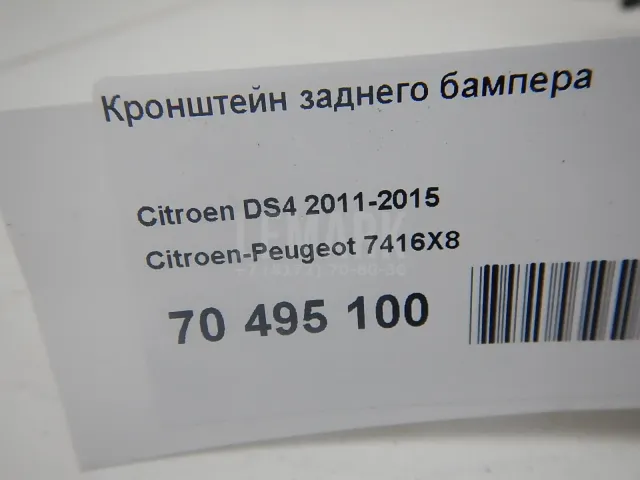 Кронштейн заднего бампера
Citroen DS4 2011-2015
Citroen-Peugeot 7416X8
70 495 100